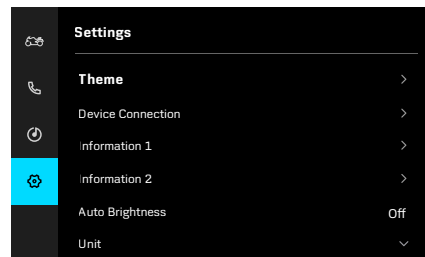 Settings
Theme
Device Connection
Information 1
Information 2
Auto Brightness Off
Unit